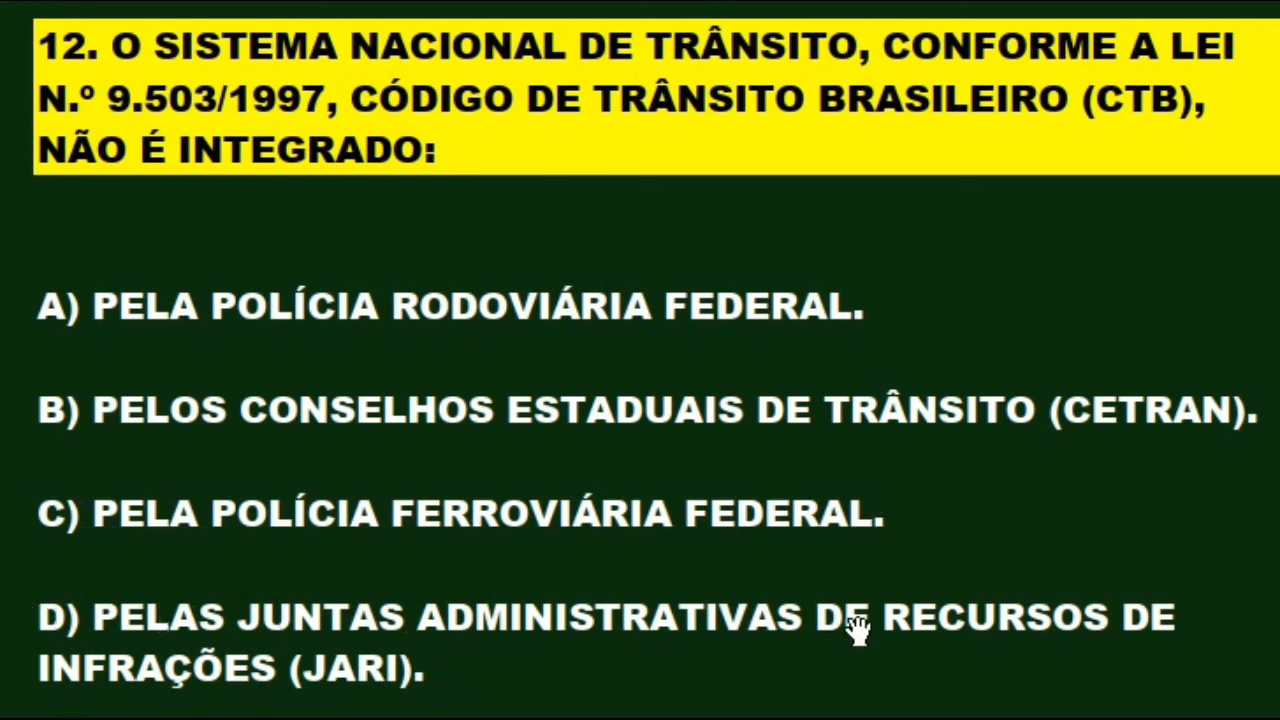 12. O SISTEMA NACIONAL DE TRÂNSITO, CONFORME A LEI
N.º 9.503/1997, CÓDIGO DE TRÂNSITO BRASILEIRO (CTB),
NÃO É INTEGRADO:
A) PELA POLÍCIA RODOVIÁRIA FEDERAL.
B) PELOS CONSELHOS ESTADUAIS DE TRÂNSITO (CETRAN).
C) PELA POLÍCIA FERROVIÁRIA FEDERAL.
D) PELAS JUNTAS ADMINISTRATIVAS DE RECURSOS DE
INFRAÇÕES (JARI).